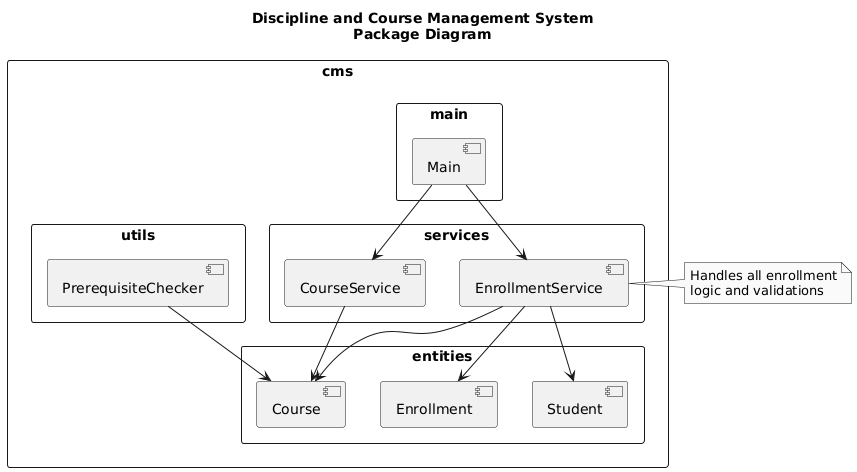 Discipline and Course Management System
Package Diagram
cms
main
Main
utils
services
PrerequisiteChecker
CourseService
EnrollmentService
Handles all enrollment
logic and validations
entities
Course
Enrollment
Student